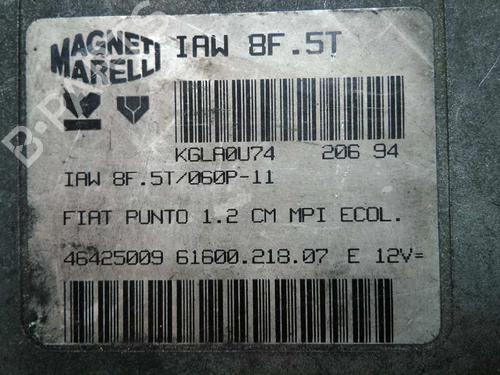 MAGNETI MARELLI
IAW 8F.5T
KGLA0U74 206 94
IAW 8F.5T/060P-11
FIAT PUNTO 1.2 CM MPI ECOL.
46425009 61600.218.07 E 12V=